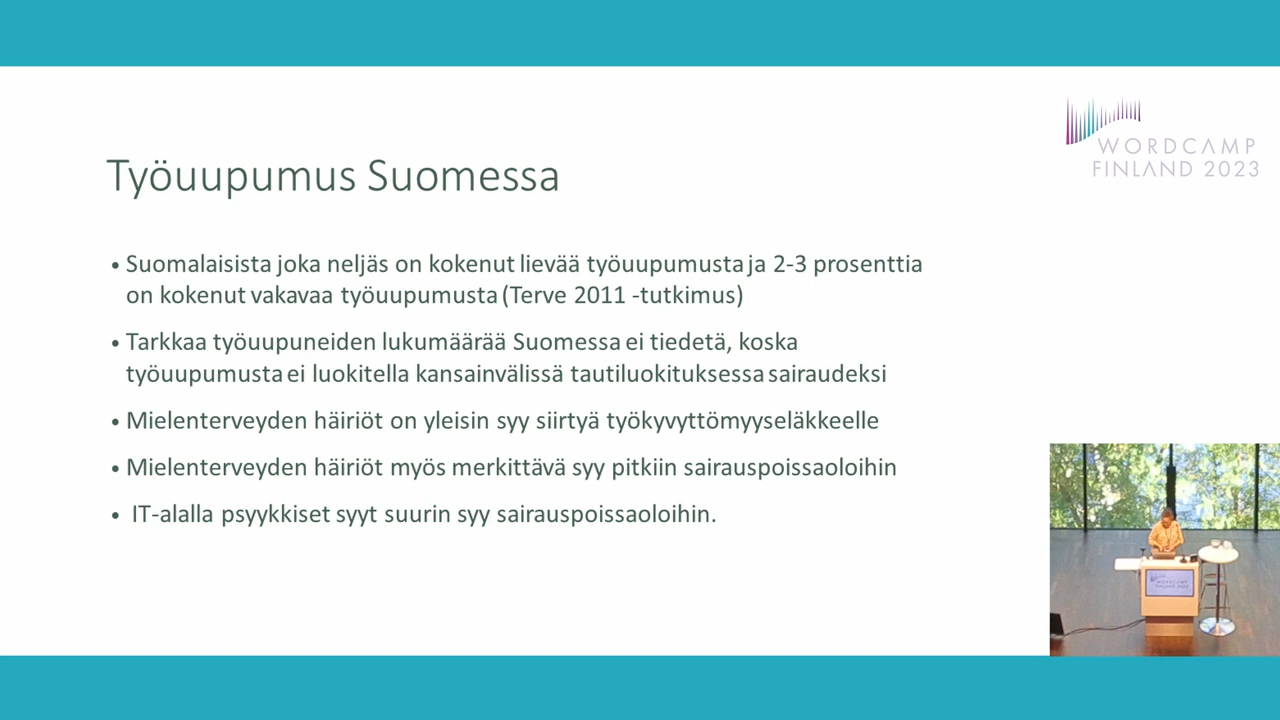 WORDCAMP
FINLAND 2023
Työuupumus Suomessa
• Suomalaisista joka neljäs on kokenut lievää työuupumusta ja 2-3 prosenttia
on kokenut vakavaa työuupumusta (Terve 2011 -tutkimus)
• Tarkkaa työuupuneiden lukumäärää Suomessa ei tiedetä, koska
työuupumusta ei luokitella kansainvälissä tautiluokituksessa sairaudeksi
• Mielenterveyden häiriöt on yleisin syy siirtyä työkyvyttömyyseläkkeelle
• Mielenterveyden häiriöt myös merkittävä syy pitkiin sairauspoissaoloihin
• IT-alalla psyykkiset syyt suurin syy sairauspoissaoloihin.
WORDCAMP
FINLAND 2023